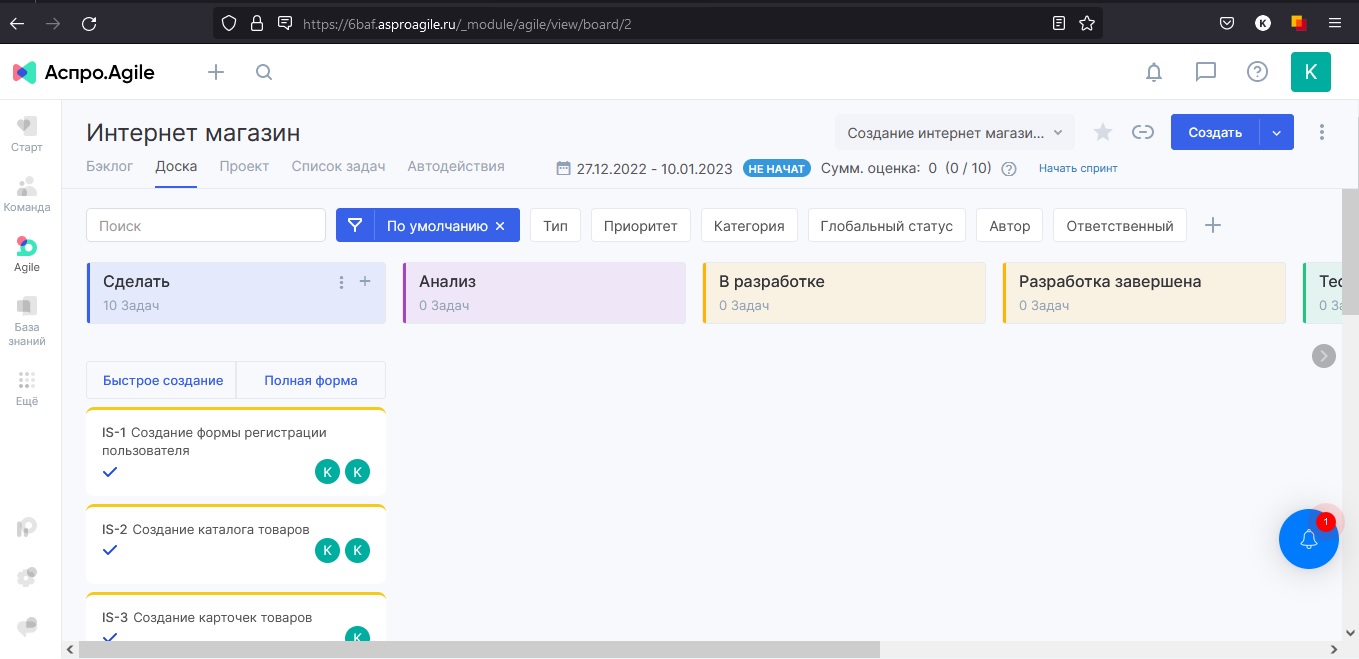 https://6baf.asproagile.ru/_module/agile/view/board/2
K
Аспро.Agile
K
Старт
Команда
Agile
База
знаний
Ещё
Интернет магазин
Создание интернет магази...
Создать
Бэклог Доска Проект Список задач Автодействия
27.12.2022 - 10.01.2023 НЕ НАЧАТ Сумм. оценка: 0 (0 / 10) ? Начать спринт
Поиск По умолчанию × Тип Приоритет Категория Глобальный статус Автор Ответственный
Сделать
10 Задач
Анализ
0 Задач
В разработке
0 Задач
Разработка завершена
0 Задач
Быстрое создание Полная форма
IS-1 Создание формы регистрации
пользователя
K K
IS-2 Создание каталога товаров
K K
IS-3 Создание карточек товаров
K
1